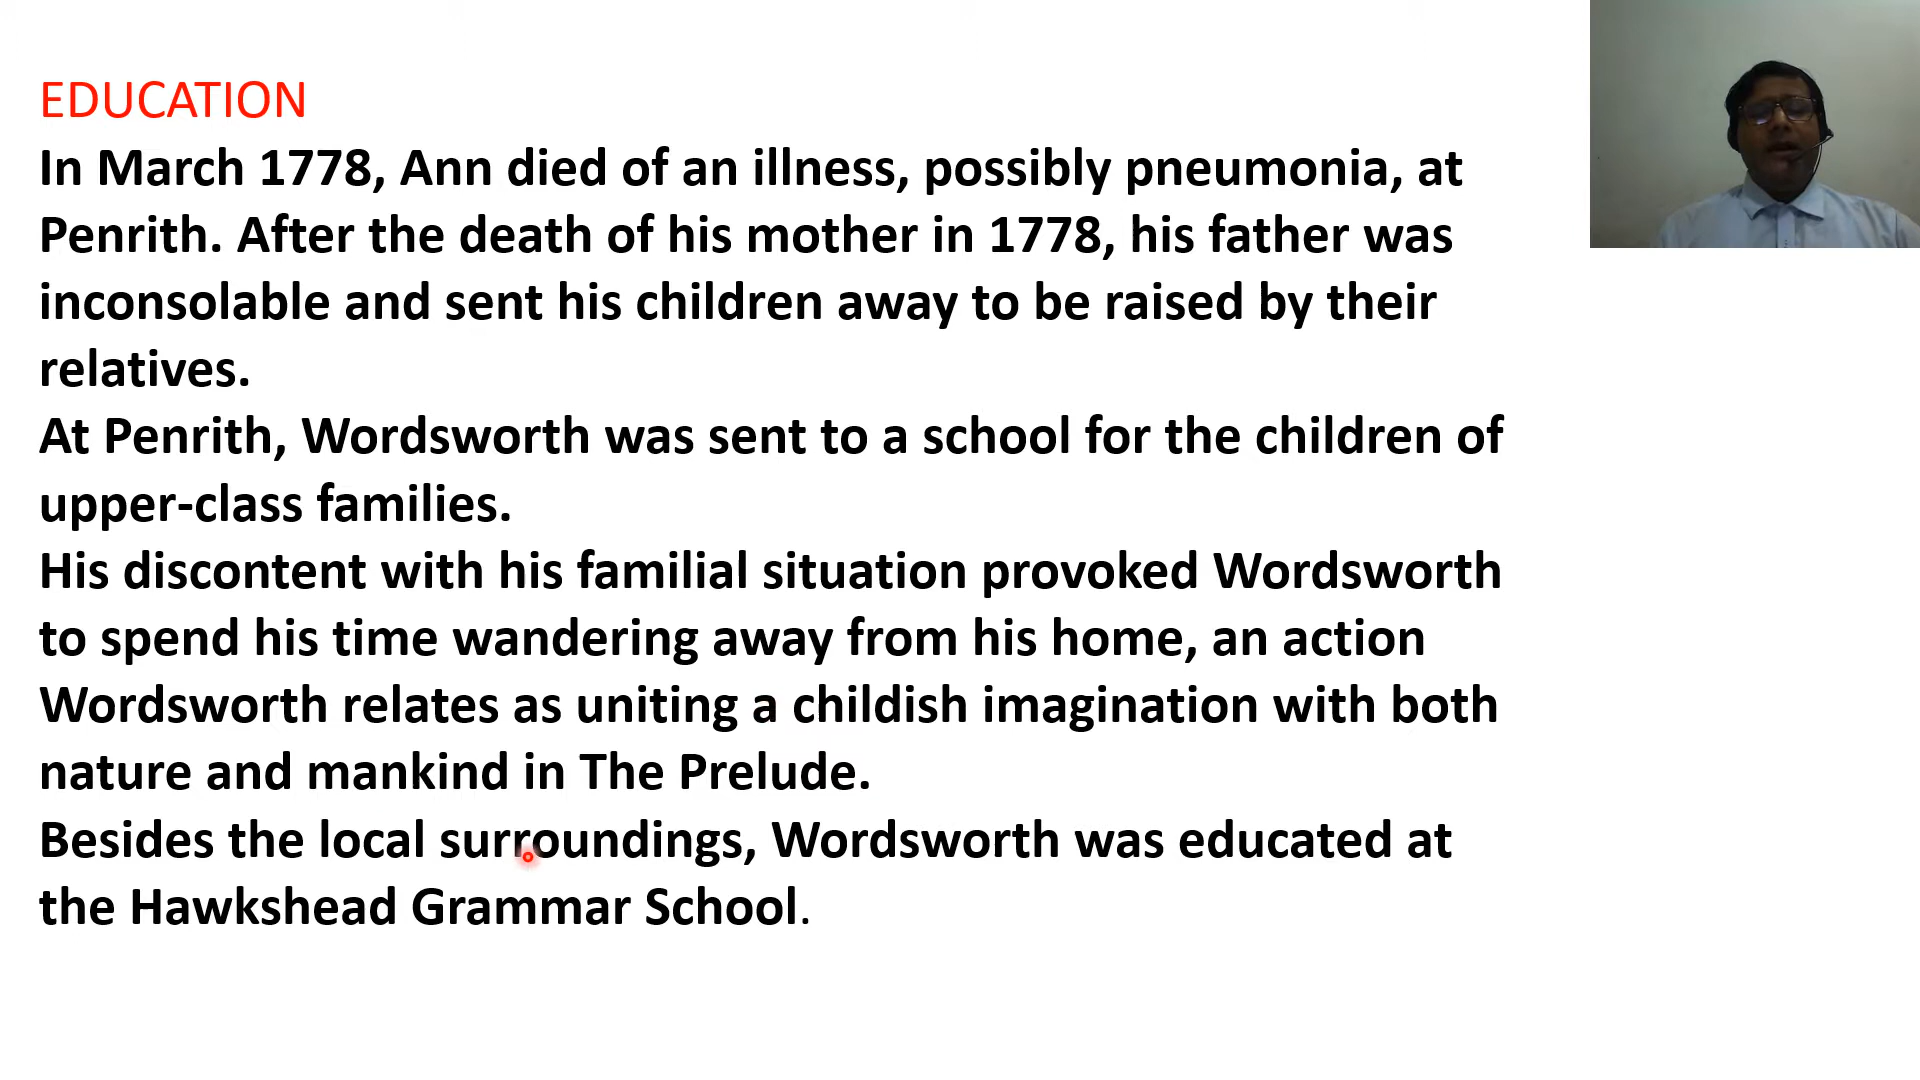 EDUCATION
In March 1778, Ann died of an illness, possibly pneumonia, at
Penrith. After the death of his mother in 1778, his father was
inconsolable and sent his children away to be raised by their
relatives.
At Penrith, Wordsworth was sent to a school for the children of
upper-class families.
His discontent with his familial situation provoked Wordsworth
to spend his time wandering away from his home, an action
Wordsworth relates as uniting a childish imagination with both
nature and mankind in The Prelude.
Besides the local surroundings, Wordsworth was educated at
the Hawkshead Grammar School.